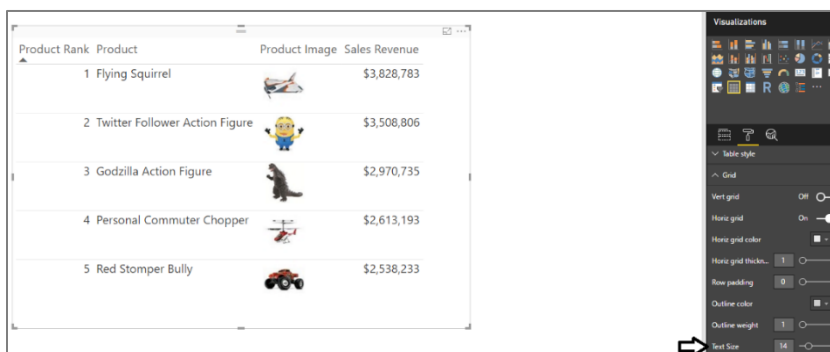 Product Rank Product Product Image Sales Revenue
1 Flying Squirrel $3,828,783
2 Twitter Follower Action Figure $3,508,806
3 Godzilla Action Figure $2,970,735
4 Personal Commuter Chopper $2,613,193
5 Red Stomper Bully $2,538,233
Visualizations
R
Table style
Grid
Vert grid Off
Horiz grid On
Horiz grid color
Horiz grid thickn... 1
Row padding 0
Outline color
Outline weight 1
Text Size 14